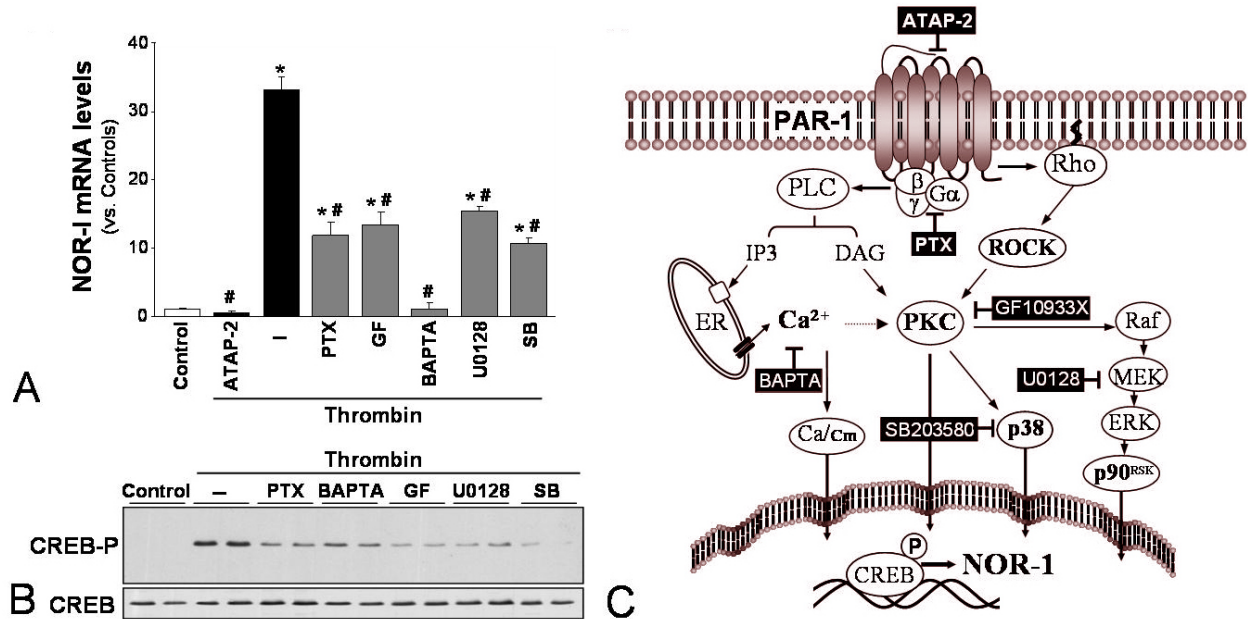 NOR-I mRNA levels
(vs. Controls)
40
30
20
10
0
*
#
* #
* #
#
* #
* #
Control
ATAP-2
–
PTX
GF
BAPTA
U0128
SB
Thrombin
A
Thrombin
Control – PTX BAPTA GF U0128 SB
CREB-P
CREB
B
ATAP-2
PAR-1
PLC
β
γ
Gα
Rho
PTX
IP3
DAG
ROCK
ER
Ca²⁺
PKC
GF10933X
Raf
BAPTA
U0128
MEK
Ca/Cm
SB203580
p38
ERK
p90ᴿˢᴷ
P
CREB
NOR-1
C